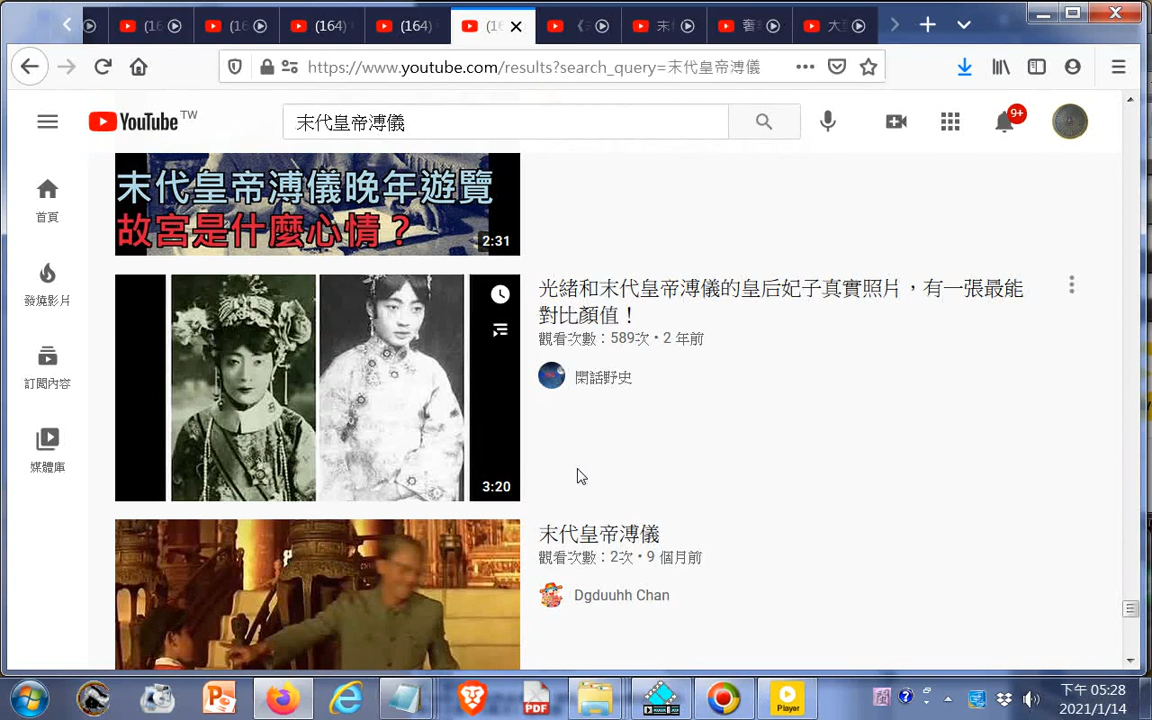 (164)
(164)
末
奢
大
https://www.youtube.com/results?search_query=末代皇帝溥儀
YouTube TW
末代皇帝溥儀
9+
首頁
發燒影片
訂閱內容
媒體庫
末代皇帝溥儀晚年遊覽
故宮是什麼心情？
2:31
光緒和末代皇帝溥儀的皇后妃子真實照片，有一張最能
對比顏值！
觀看次數：589次 • 2 年前
閑話野史
3:20
末代皇帝溥儀
觀看次數：2次 • 9 個月前
Dgduuhh Chan
PDF
Player
下午 05:28
2021/1/14